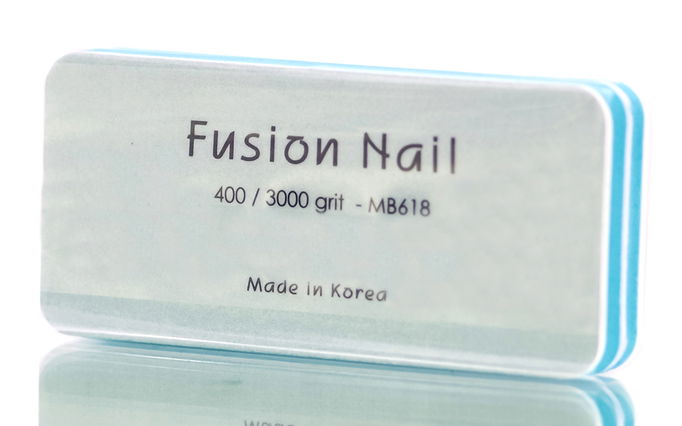 Fusion Nail
400 / 3000 grit - MB618
Made in Korea